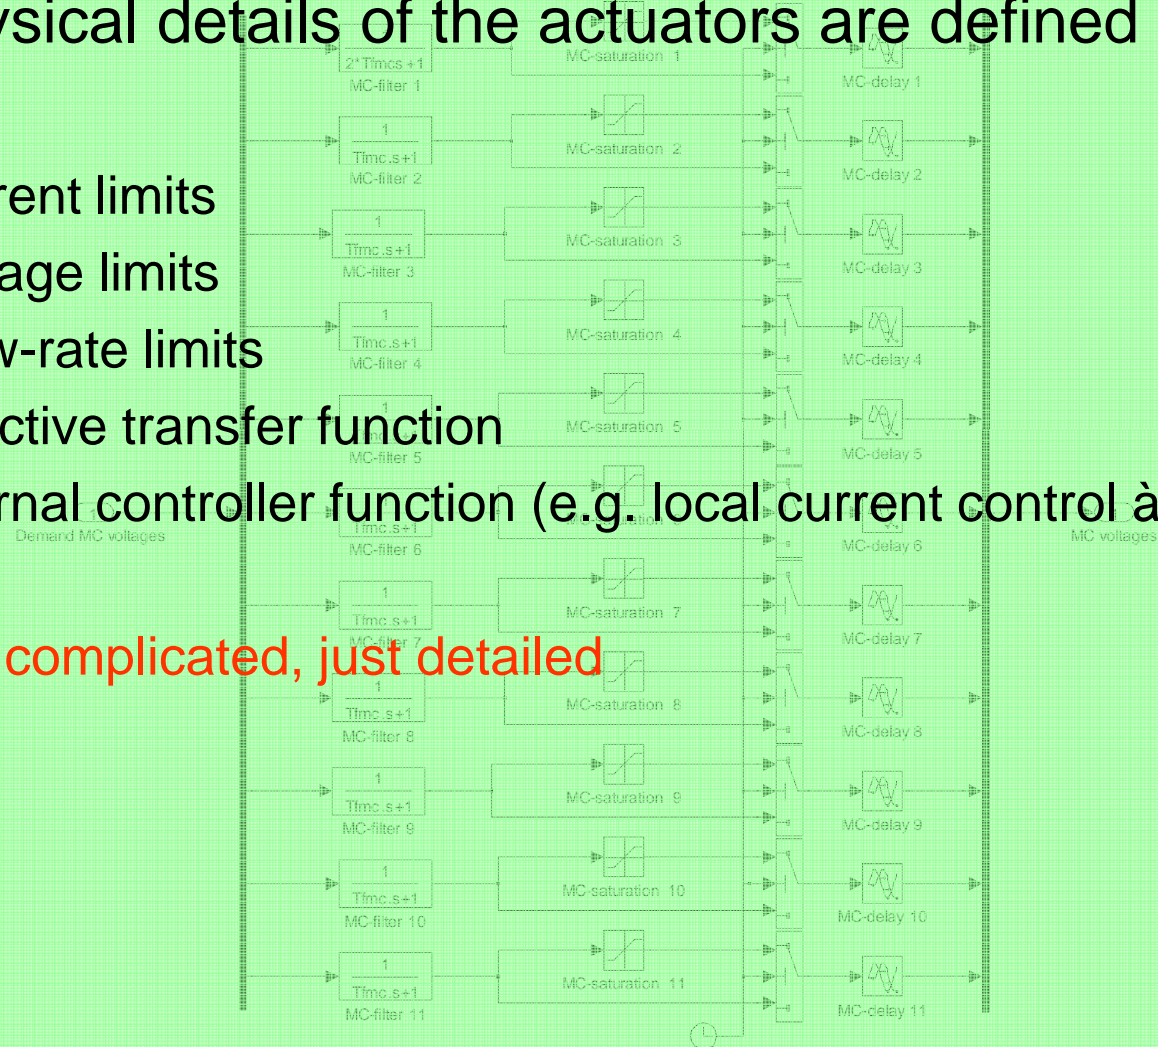 ysical details of the actuators are defined
2*Tfmcs+1
MC-filter 1
MC-saturation 1
MC-delay 1
1
Tfmc.s+1
MC-filter 2
MC-saturation 2
MC-delay 2
rent limits
1
Tfmc.s+1
MC-filter 3
MC-saturation 3
MC-delay 3
age limits
1
Tfmc.s+1
MC-filter 4
MC-saturation 4
MC-delay 4
w-rate limits
1
MC-filter 5
MC-saturation 5
MC-delay 5
ctive transfer function
rnal controller function (e.g. local current control à
1
Demand MC voltages
Tfmc.s+1
MC-filter 6
MC-delay 6
MC voltages
1
Tfmc.s+1
MC-filter 7
MC-saturation 7
MC-delay 7
complicated, just detailed
Tfmc.s+1
MC-filter 8
MC-saturation 8
MC-delay 8
1
Tfmc.s+1
MC-filter 9
MC-saturation 9
MC-delay 9
1
Tfmc.s+1
MC-filter 10
MC-saturation 10
MC-delay 10
1
Tfmc.s+1
MC-filter 11
MC-saturation 11
MC-delay 11